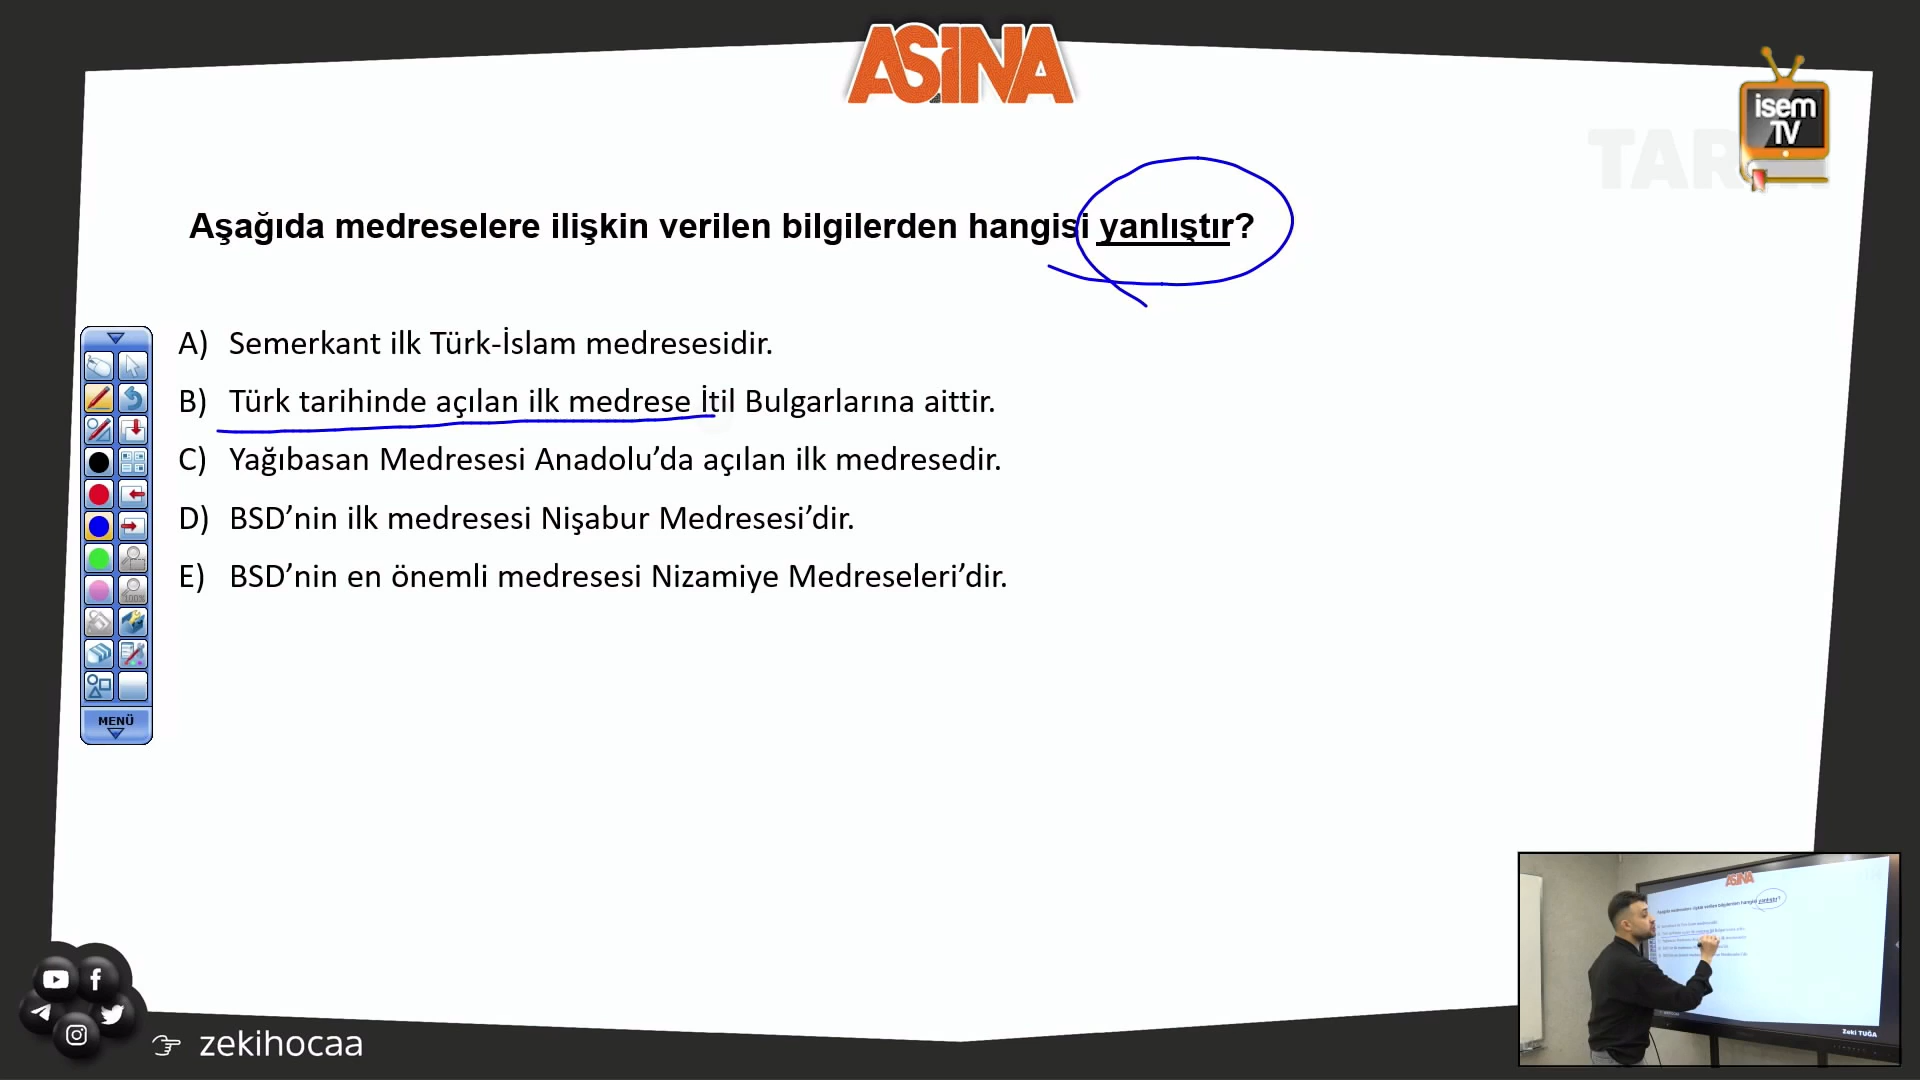 ASİNA
isem
TV
Aşağıda medreselere ilişkin verilen bilgilerden hangisi yanlıştır?
A) Semerkant ilk Türk-İslam medresesidir.
B) Türk tarihinde açılan ilk medrese İtil Bulgarlarına aittir.
C) Yağıbasan Medresesi Anadolu’da açılan ilk medresedir.
D) BSD’nin ilk medresesi Nişabur Medresesi’dir.
E) BSD’nin en önemli medresesi Nizamiye Medreseleri’dir.
MENÜ
zekihocaa
Zeki TUĞA